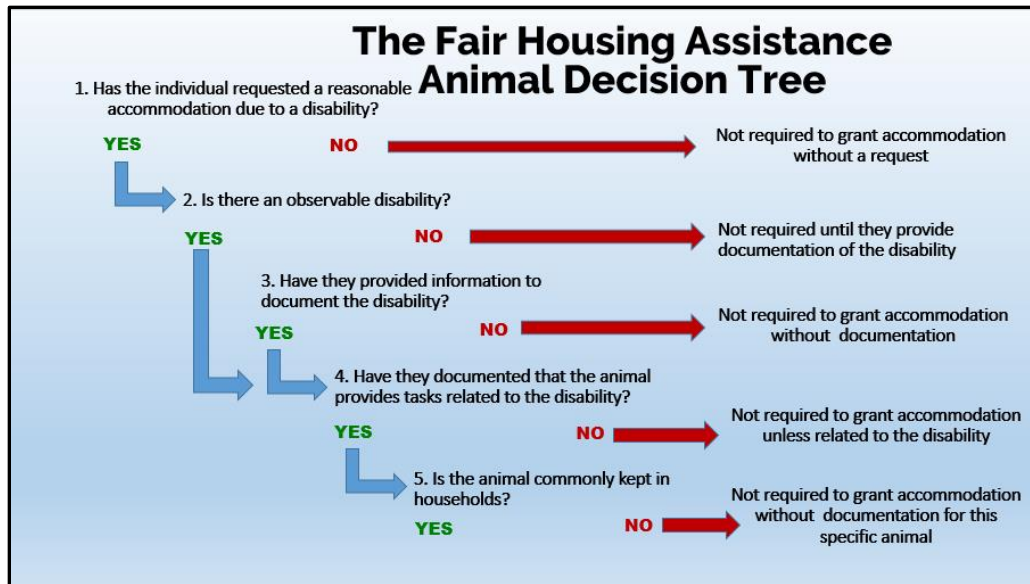 The Fair Housing Assistance
Animal Decision Tree
1. Has the individual requested a reasonable
accommodation due to a disability?
YES
NO
Not required to grant accommodation
without a request
2. Is there an observable disability?
YES
NO
Not required until they provide
documentation of the disability
3. Have they provided information to
document the disability?
YES
NO
Not required to grant accommodation
without documentation
4. Have they documented that the animal
provides tasks related to the disability?
YES
NO
Not required to grant accommodation
unless related to the disability
5. Is the animal commonly kept in
households?
YES
NO
Not required to grant accommodation
without documentation for this
specific animal